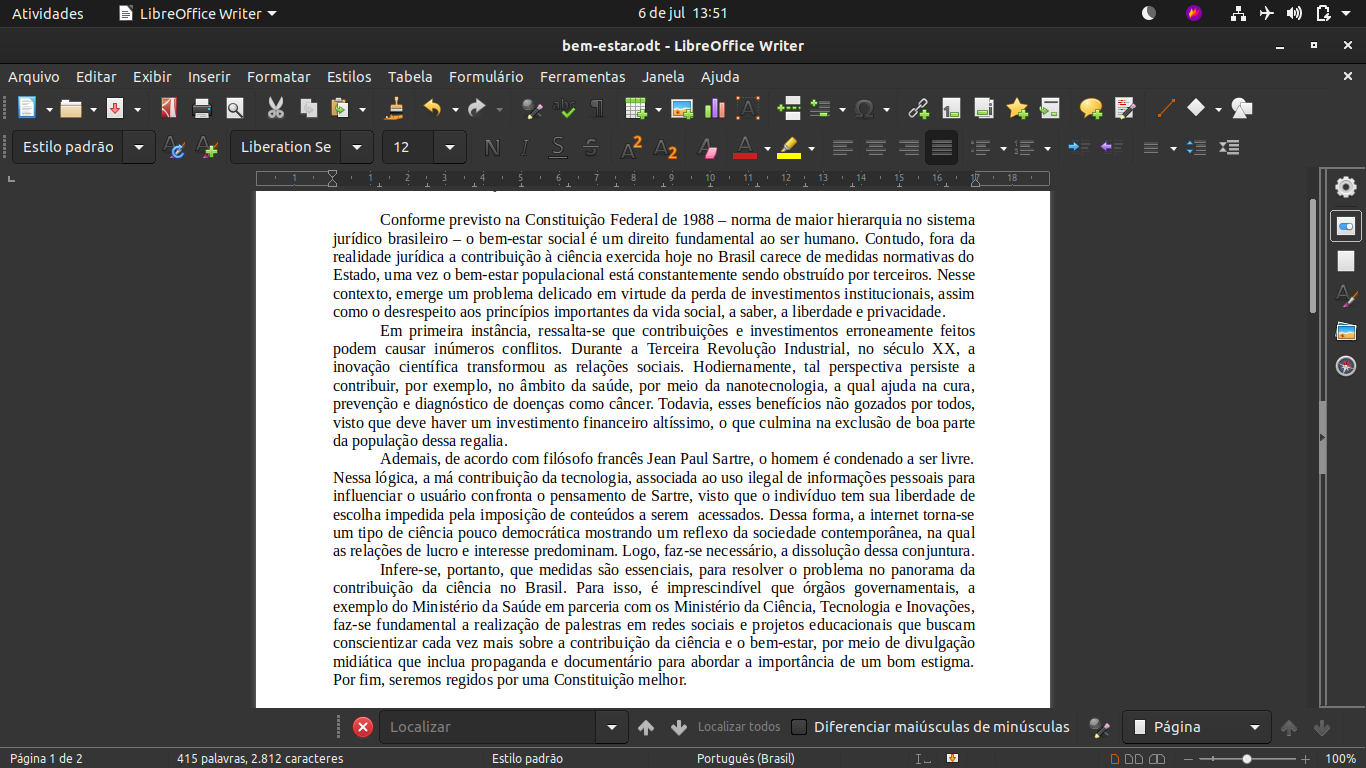 Atividades LibreOffice Writer 6 de jul 13:51
bem-estar.odt - LibreOffice Writer
Arquivo Editar Exibir Inserir Formatar Estilos Tabela Formulário Ferramentas Janela Ajuda
Estilo padrão Liberation Se 12
1 1 2 3 4 5 6 7 8 9 10 11 12 13 14 15 16 17 18
Conforme previsto na Constituição Federal de 1988 – norma de maior hierarquia no sistema
jurídico brasileiro – o bem-estar social é um direito fundamental ao ser humano. Contudo, fora da
realidade jurídica a contribuição à ciência exercida hoje no Brasil carece de medidas normativas do
Estado, uma vez o bem-estar populacional está constantemente sendo obstruído por terceiros. Nesse
contexto, emerge um problema delicado em virtude da perda de investimentos institucionais, assim
como o desrespeito aos princípios importantes da vida social, a saber, a liberdade e privacidade.
Em primeira instância, ressalta-se que contribuições e investimentos erroneamente feitos
podem causar inúmeros conflitos. Durante a Terceira Revolução Industrial, no século XX, a
inovação científica transformou as relações sociais. Hodiernamente, tal perspectiva persiste a
contribuir, por exemplo, no âmbito da saúde, por meio da nanotecnologia, a qual ajuda na cura,
prevenção e diagnóstico de doenças como câncer. Todavia, esses benefícios não gozados por todos,
visto que deve haver um investimento financeiro altíssimo, o que culmina na exclusão de boa parte
da população dessa regalia.
Ademais, de acordo com filósofo francês Jean Paul Sartre, o homem é condenado a ser livre.
Nessa lógica, a má contribuição da tecnologia, associada ao uso ilegal de informações pessoais para
influenciar o usuário confronta o pensamento de Sartre, visto que o indivíduo tem sua liberdade de
escolha impedida pela imposição de conteúdos a serem  acessados. Dessa forma, a internet torna-se
um tipo de ciência pouco democrática mostrando um reflexo da sociedade contemporânea, na qual
as relações de lucro e interesse predominam. Logo, faz-se necessário, a dissolução dessa conjuntura.
Infere-se, portanto, que medidas são essenciais, para resolver o problema no panorama da
contribuição da ciência no Brasil. Para isso, é imprescindível que órgãos governamentais, a
exemplo do Ministério da Saúde em parceria com os Ministério da Ciência, Tecnologia e Inovações,
faz-se fundamental a realização de palestras em redes sociais e projetos educacionais que buscam
conscientizar cada vez mais sobre a contribuição da ciência e o bem-estar, por meio de divulgação
midiática que inclua propaganda e documentário para abordar a importância de um bom estigma.
Por fim, seremos regidos por uma Constituição melhor.
Localizar Localizar todos Diferenciar maiúsculas de minúsculas Página
Página 1 de 2 415 palavras, 2.812 caracteres Estilo padrão Português (Brasil) 100%